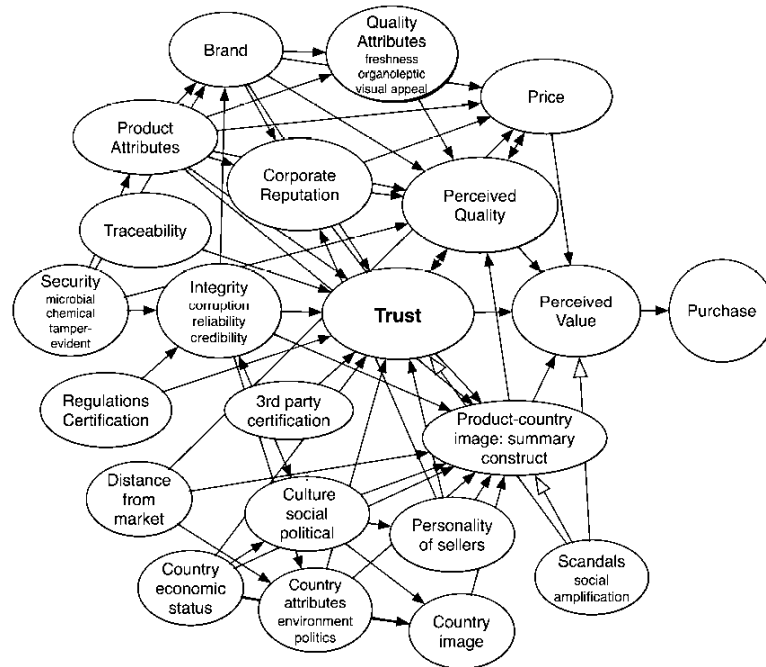 Brand
Quality
Attributes
freshness
organoleptic
visual appeal
Price
Product
Attributes
Corporate
Reputation
Perceived
Quality
Traceability
Security
microbial
chemical
tamper-
evident
Integrity
corruption
reliability
credibility
Trust
Perceived
Value
Purchase
Regulations
Certification
3rd party
certification
Product-country
image: summary
construct
Distance
from
market
Culture
social
political
Personality
of sellers
Scandals
social
amplification
Country
economic
status
Country
attributes
environment
politics
Country
image